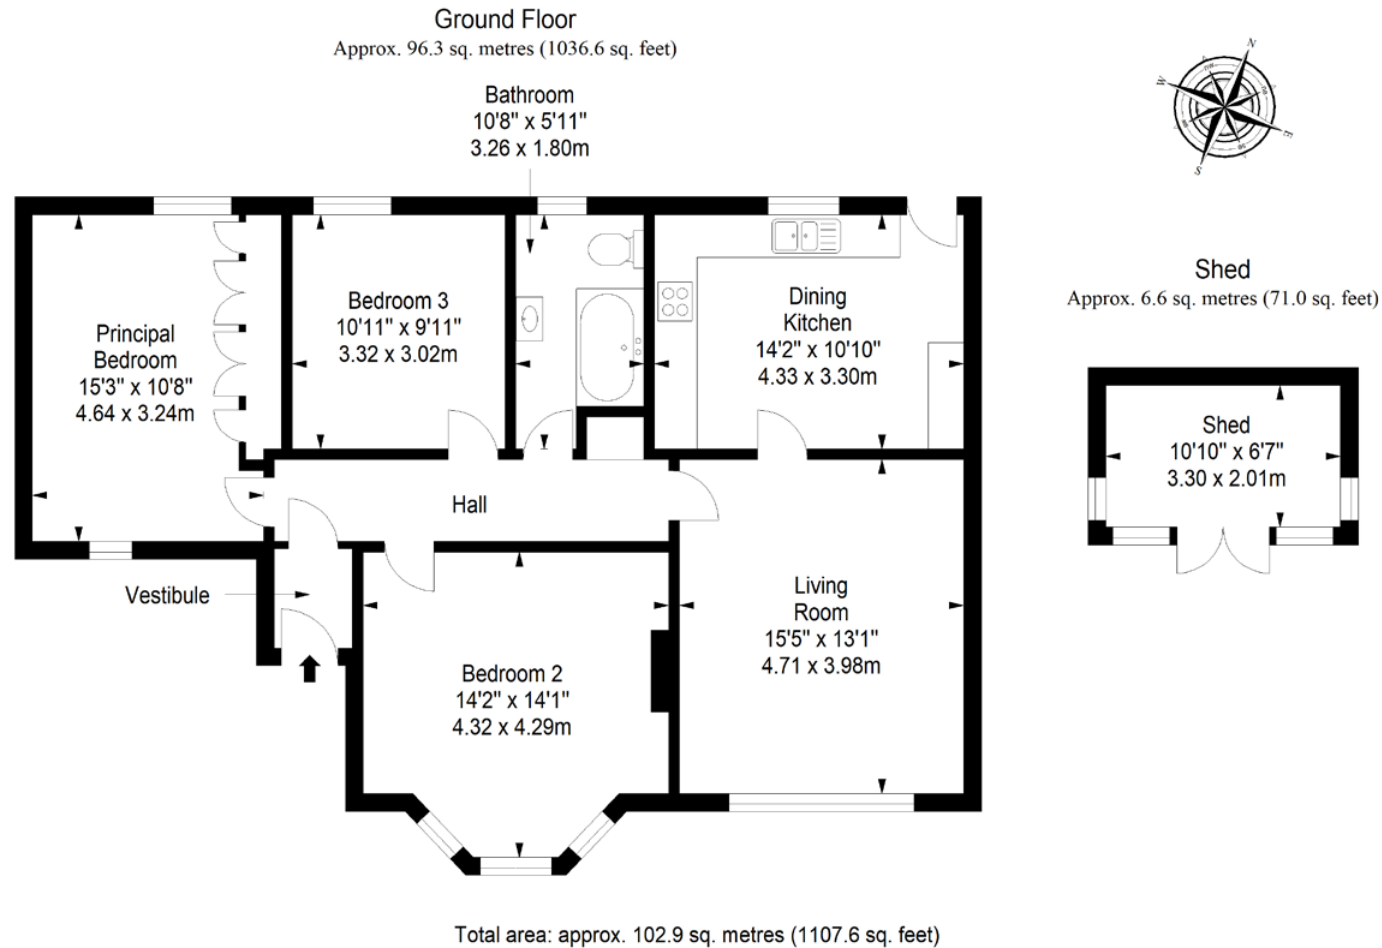 Ground Floor
Approx. 96.3 sq. metres (1036.6 sq. feet)
Bathroom
10'8" x 5'11"
3.26 x 1.80m
N
W
E
S
Shed
Approx. 6.6 sq. metres (71.0 sq. feet)
Principal
Bedroom
15'3" x 10'8"
4.64 x 3.24m
Bedroom 3
10'11" x 9'11"
3.32 x 3.02m
Dining
Kitchen
14'2" x 10'10"
4.33 x 3.30m
Shed
10'10" x 6'7"
3.30 x 2.01m
Hall
Vestibule
Living
Room
15'5" x 13'1"
4.71 x 3.98m
Bedroom 2
14'2" x 14'1"
4.32 x 4.29m
Total area: approx. 102.9 sq. metres (1107.6 sq. feet)